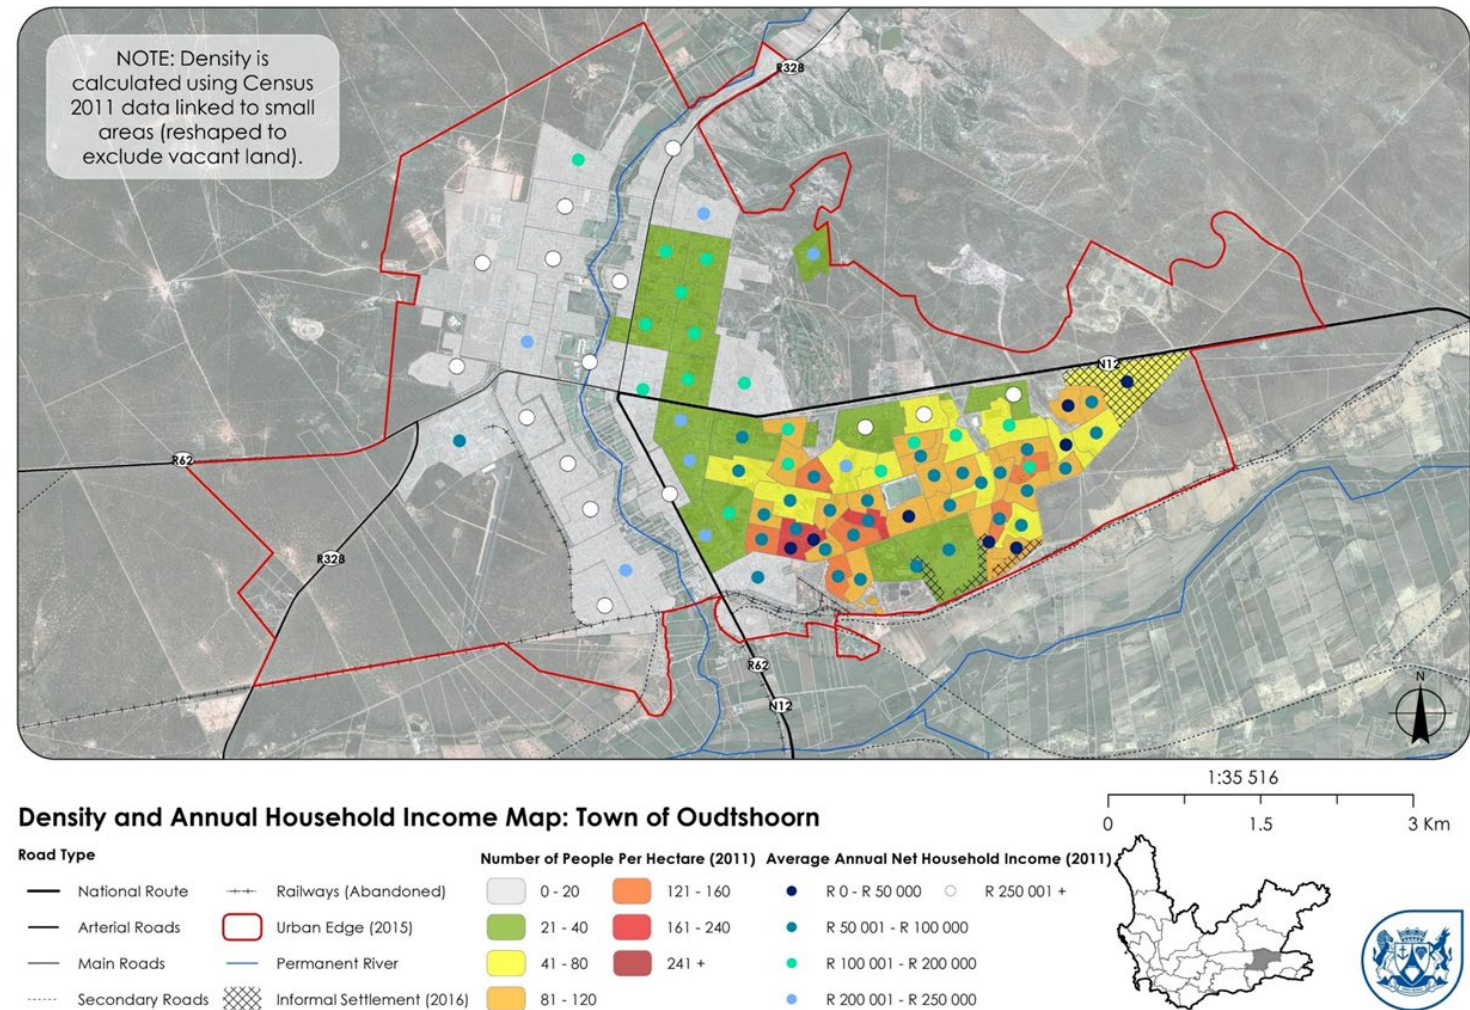 NOTE: Density is
calculated using Census
2011 data linked to small
areas (reshaped to
exclude vacant land).
R328
N12
R62
R328
R62
N12
N
1:35 516
0 1.5 3 Km
Density and Annual Household Income Map: Town of Oudtshoorn
Road Type
National Route
Arterial Roads
Main Roads
Secondary Roads
Railways (Abandoned)
Urban Edge (2015)
Permanent River
Informal Settlement (2016)
Number of People Per Hectare (2011)
0 - 20
21 - 40
41 - 80
81 - 120
121 - 160
161 - 240
241 +
Average Annual Net Household Income (2011)
R 0 - R 50 000
R 50 001 - R 100 000
R 100 001 - R 200 000
R 200 001 - R 250 000
R 250 001 +